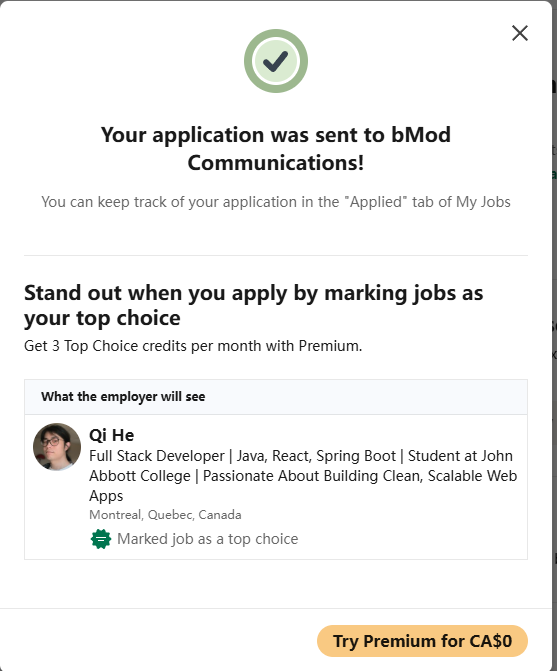 Your application was sent to bMod
Communications!
You can keep track of your application in the "Applied" tab of My Jobs
Stand out when you apply by marking jobs as
your top choice
Get 3 Top Choice credits per month with Premium.
What the employer will see
Qi He
Full Stack Developer | Java, React, Spring Boot | Student at John
Abbott College | Passionate About Building Clean, Scalable Web
Apps
Montreal, Quebec, Canada
Marked job as a top choice
Try Premium for CA$0